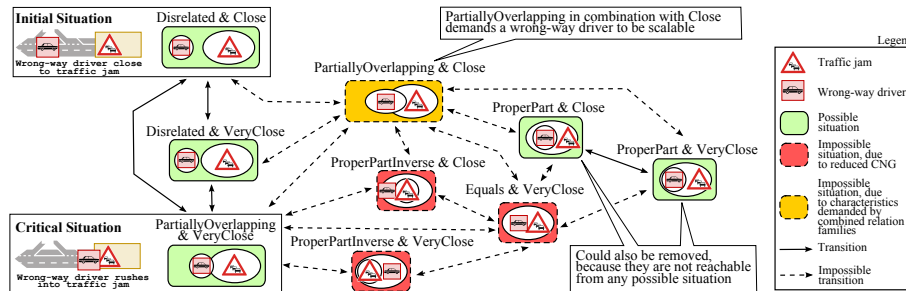 Initial Situation
Wrong-way driver close
to traffic jam
Disrelated & Close
PartiallyOverlapping in combination with Close
demands a wrong-way driver to be scalable
PartiallyOverlapping & Close
ProperPart & Close
Disrelated & VeryClose
ProperPart & VeryClose
ProperPartInverse & Close
Equals & VeryClose
Critical Situation
Wrong-way driver rushes
into traffic jam
PartiallyOverlapping
& VeryClose
ProperPartInverse & VeryClose
Could also be removed,
because they are not reachable
from any possible situation
Legend
Traffic jam
Wrong-way driver
Possible
situation
Impossible
situation, due
to reduced CNG
Impossible
situation, due
to characteristics
demanded by
combined relation
families
Transition
Impossible
transition